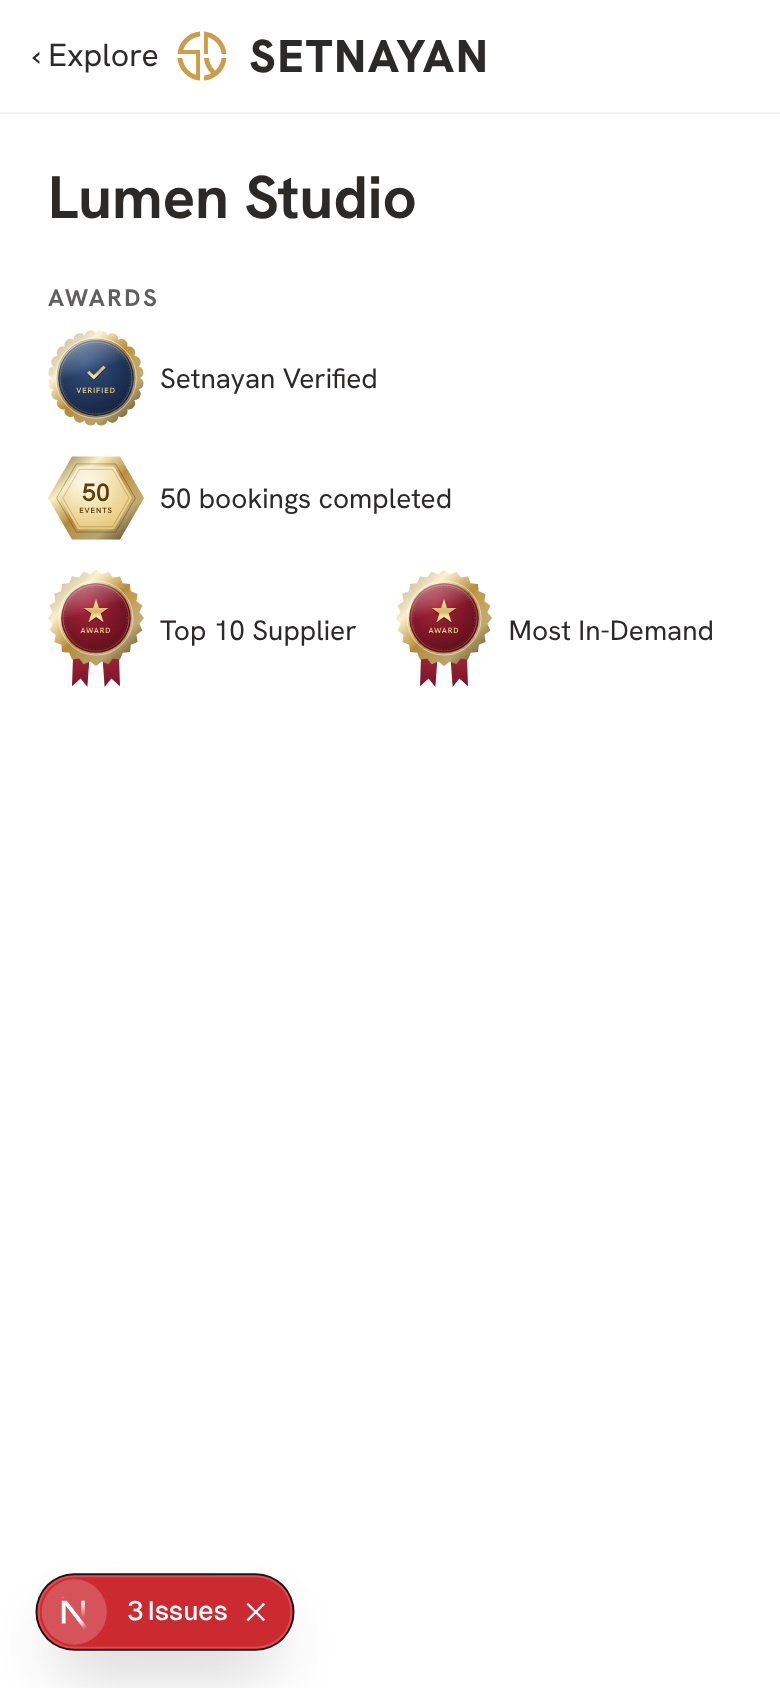 ‹ Explore SETNAYAN
Lumen Studio
AWARDS
VERIFIED
Setnayan Verified
50
EVENTS
50 bookings completed
AWARD
Top 10 Supplier
AWARD
Most In-Demand
N 3 Issues